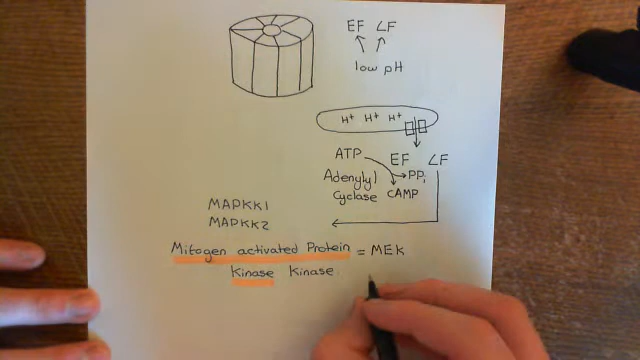 EF LF
low pH
H+ H+ H+
ATP EF LF
Adenylyl PPi
Cyclase cAMP
MAPKK1
MAPKK2
Mitogen activated Protein = MEK
Kinase Kinase